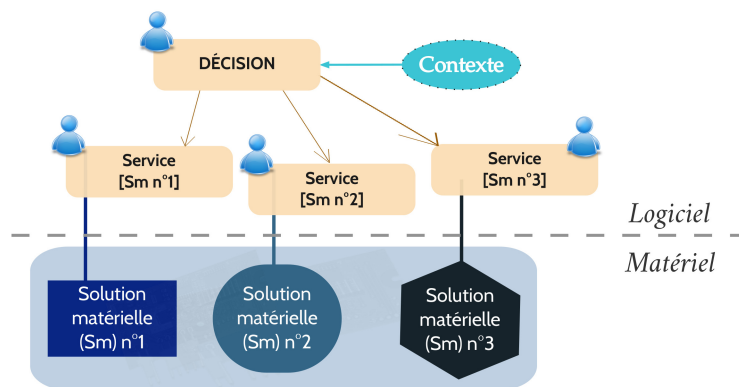 DÉCISION
Contexte
Service
[Sm n°1]
Service
[Sm n°2]
Service
[Sm n°3]
Logiciel
Matériel
Solution
matérielle
(Sm) n°1
Solution
matérielle
(Sm) n°2
Solution
matérielle
(Sm) n°3